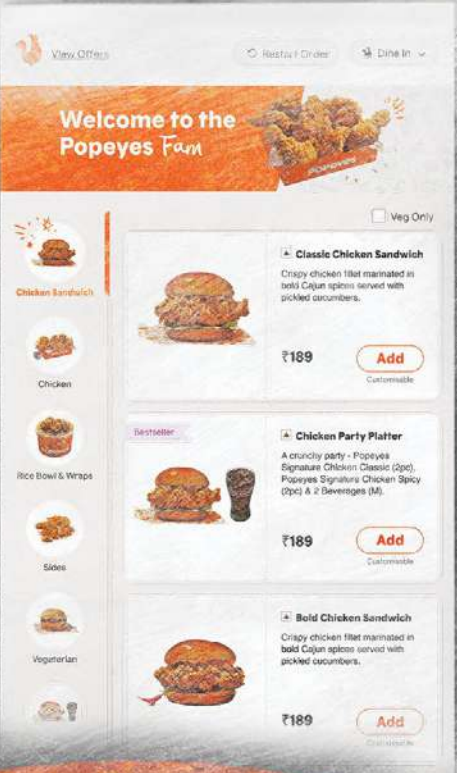 View Offers
Restart Order
Dine In
Welcome to the
Popeyes Fam
POPEYES
Veg Only
Chicken Sandwich
Chicken
Rice Bowl & Wraps
Sides
Vegetarian
Classic Chicken Sandwich
Crispy chicken fillet marinated in
bold Cajun spices served with
pickled cucumbers.
₹189
Add
Customisable
Bestseller
Chicken Party Platter
A crunchy party - Popeyes
Signature Chicken Classic (2pc),
Popeyes Signature Chicken Spicy
(2pc) & 2 Beverages (M).
₹189
Add
Customisable
Bold Chicken Sandwich
Crispy chicken fillet marinated in
bold Cajun spices served with
pickled cucumbers.
₹189
Add
Customisable